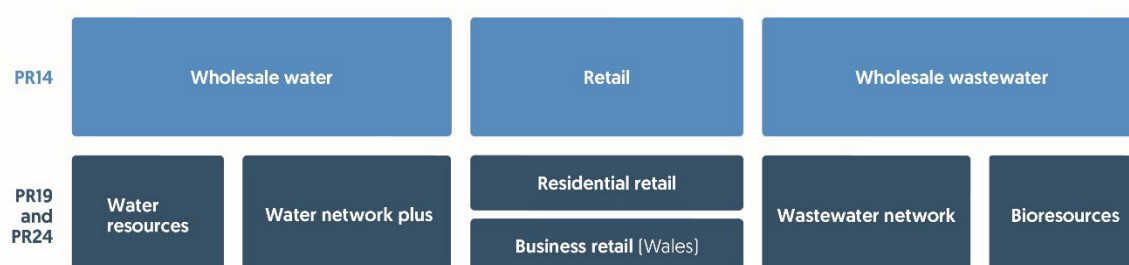 PR14
Wholesale water
Retail
Wholesale wastewater
PR19
and
PR24
Water
resources
Water network plus
Residential retail
Business retail (Wales)
Wastewater network
Bioresources